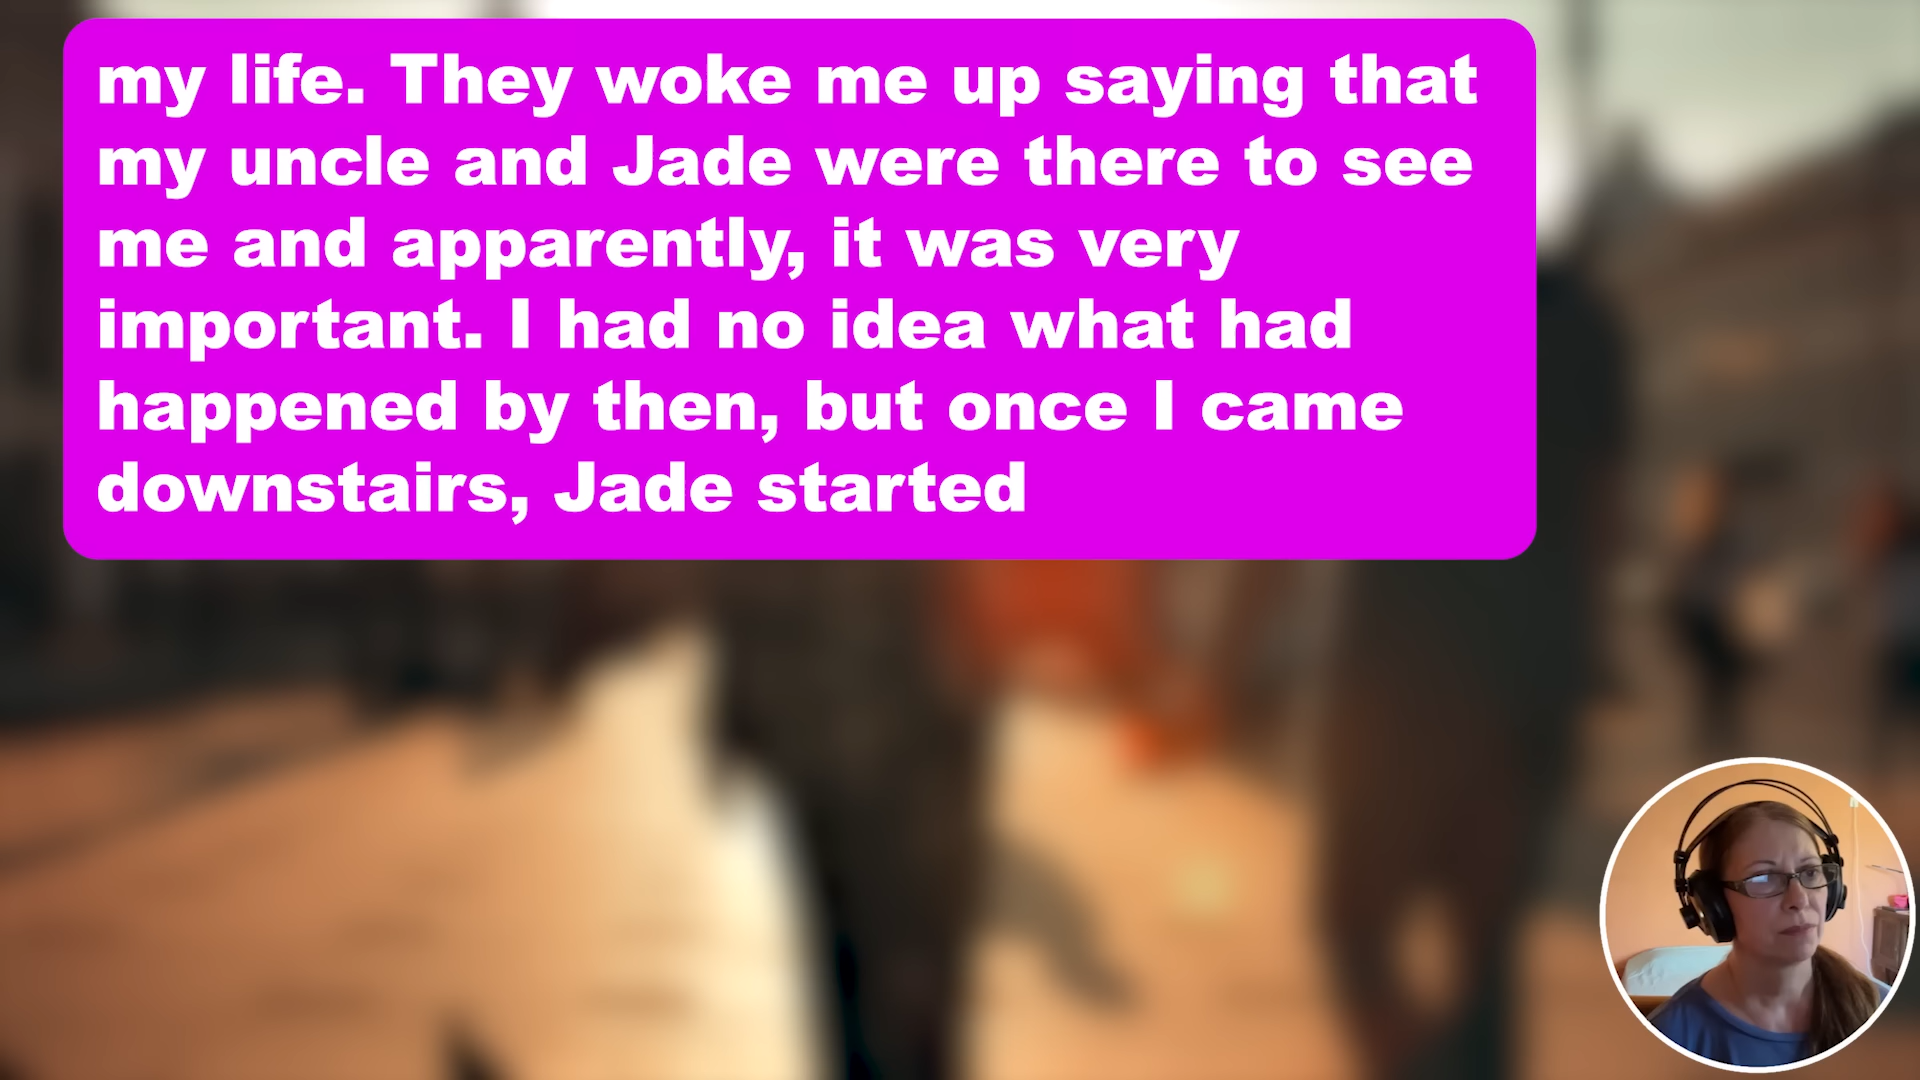 my life. They woke me up saying that
my uncle and Jade were there to see
me and apparently, it was very
important. I had no idea what had
happened by then, but once I came
downstairs, Jade started